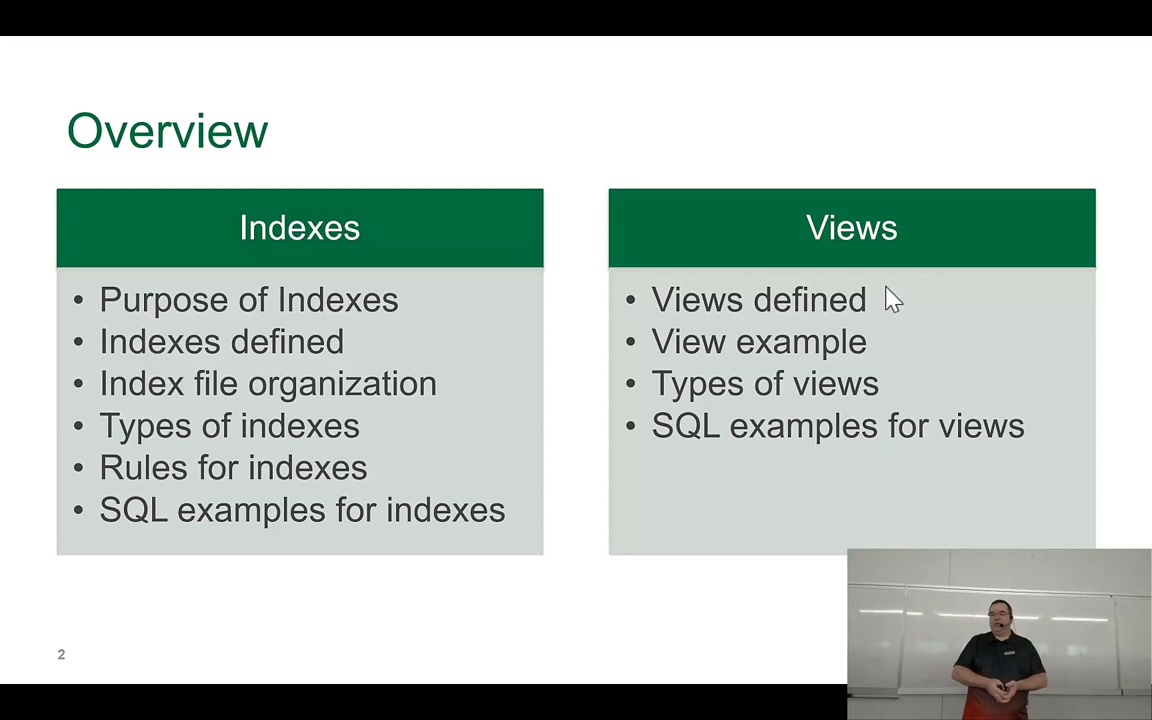 Overview
Indexes
• Purpose of Indexes
• Indexes defined
• Index file organization
• Types of indexes
• Rules for indexes
• SQL examples for indexes
Views
• Views defined
• View example
• Types of views
• SQL examples for views
2